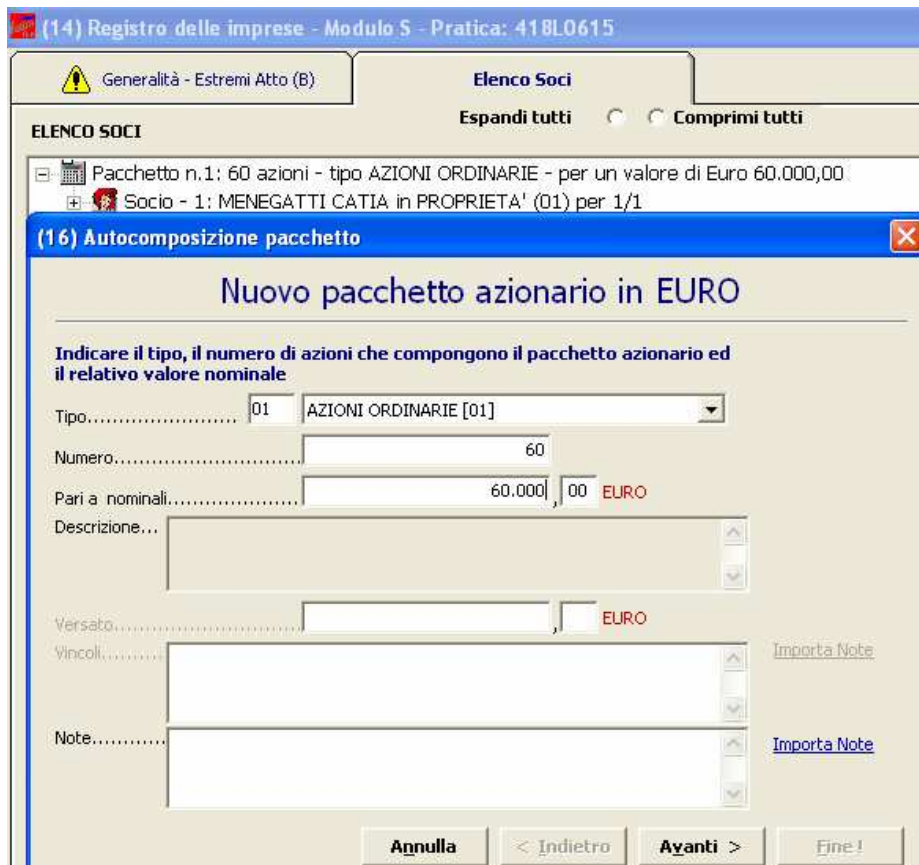 (14) Registro delle imprese - Modulo S - Pratica: 418L0615
Generalità - Estremi Atto (B) Elenco Soci
Espandi tutti Comprimi tutti
ELENCO SOCI
Pacchetto n.1: 60 azioni - tipo AZIONI ORDINARIE - per un valore di Euro 60.000,00
Socio - 1: MENEGATTI CATIA in PROPRIETA' (01) per 1/1
(16) Autocomposizione pacchetto
Nuovo pacchetto azionario in EURO
Indicare il tipo, il numero di azioni che compongono il pacchetto azionario ed
il relativo valore nominale
Tipo........................ 01 AZIONI ORDINARIE [01]
Numero.............................. 60
Pari a nominali..................... 60.000 , 00 EURO
Descrizione...
Versato.............................. , EURO
Vincoli.......... Importa Note
Note............ Importa Note
Annulla < Indietro Avanti > Fine !